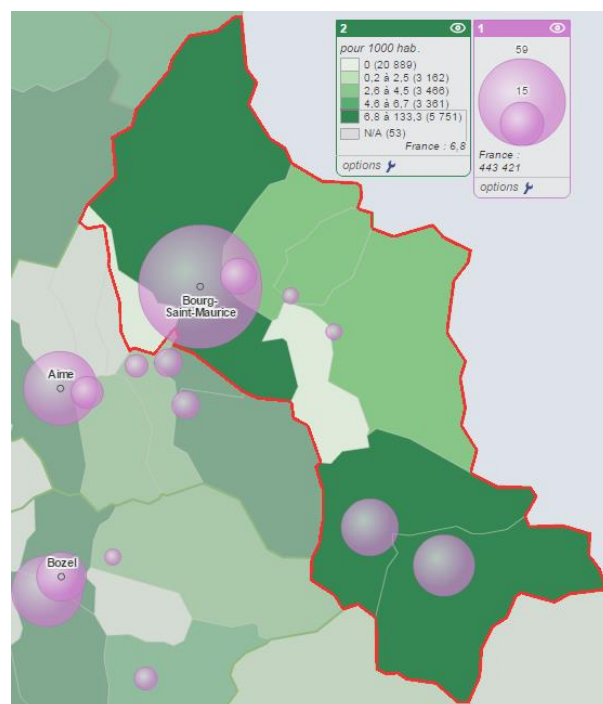 2
pour 1000 hab.
0 (20 889)
0,2 à 2,5 (3 162)
2,6 à 4,5 (3 466)
4,6 à 6,7 (3 361)
6,8 à 133,3 (5 751)
N/A (53)
France : 6,8
options
1
59
15
France :
443 421
options
Bourg-
Saint-Maurice
Aime
Bozel